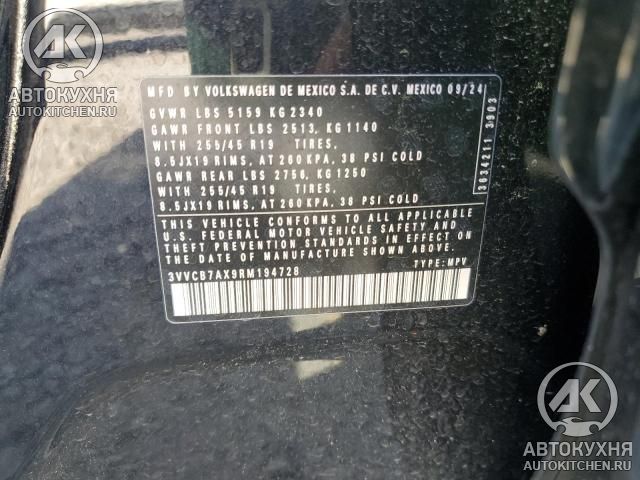 АК
АВТОКУХНЯ
AUTOKITCHEN.RU
MFD BY VOLKSWAGEN DE MEXICO S.A. DE C.V. MEXICO 09/24
GVWR LBS 5159 KG 2340
GAWR FRONT LBS 2513, KG 1140
WITH 255/45 R19 TIRES,
8.5JX19 RIMS, AT 260 KPA, 38 PSI COLD
GAWR REAR LBS 2756, KG 1250
WITH 255/45 R19 TIRES,
8.5JX19 RIMS, AT 260 KPA, 38 PSI COLD
THIS VEHICLE CONFORMS TO ALL APPLICABLE
U.S. FEDERAL MOTOR VEHICLE SAFETY, AND
THEFT PREVENTION STANDARDS IN EFFECT ON
THE DATE OF MANUFACTURE SHOWN ABOVE.
3VVCB7AX9RM194728 TYPE: MPV
3634211 3903
АК
АВТОКУХНЯ
AUTOKITCHEN.RU